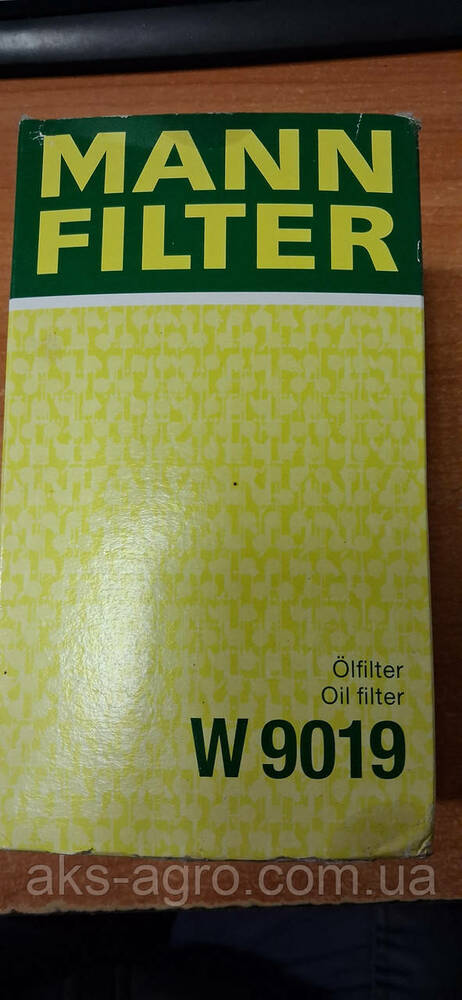 MANN
FILTER
Ölfilter
Oil filter
W 9019
aks-agro.com.ua